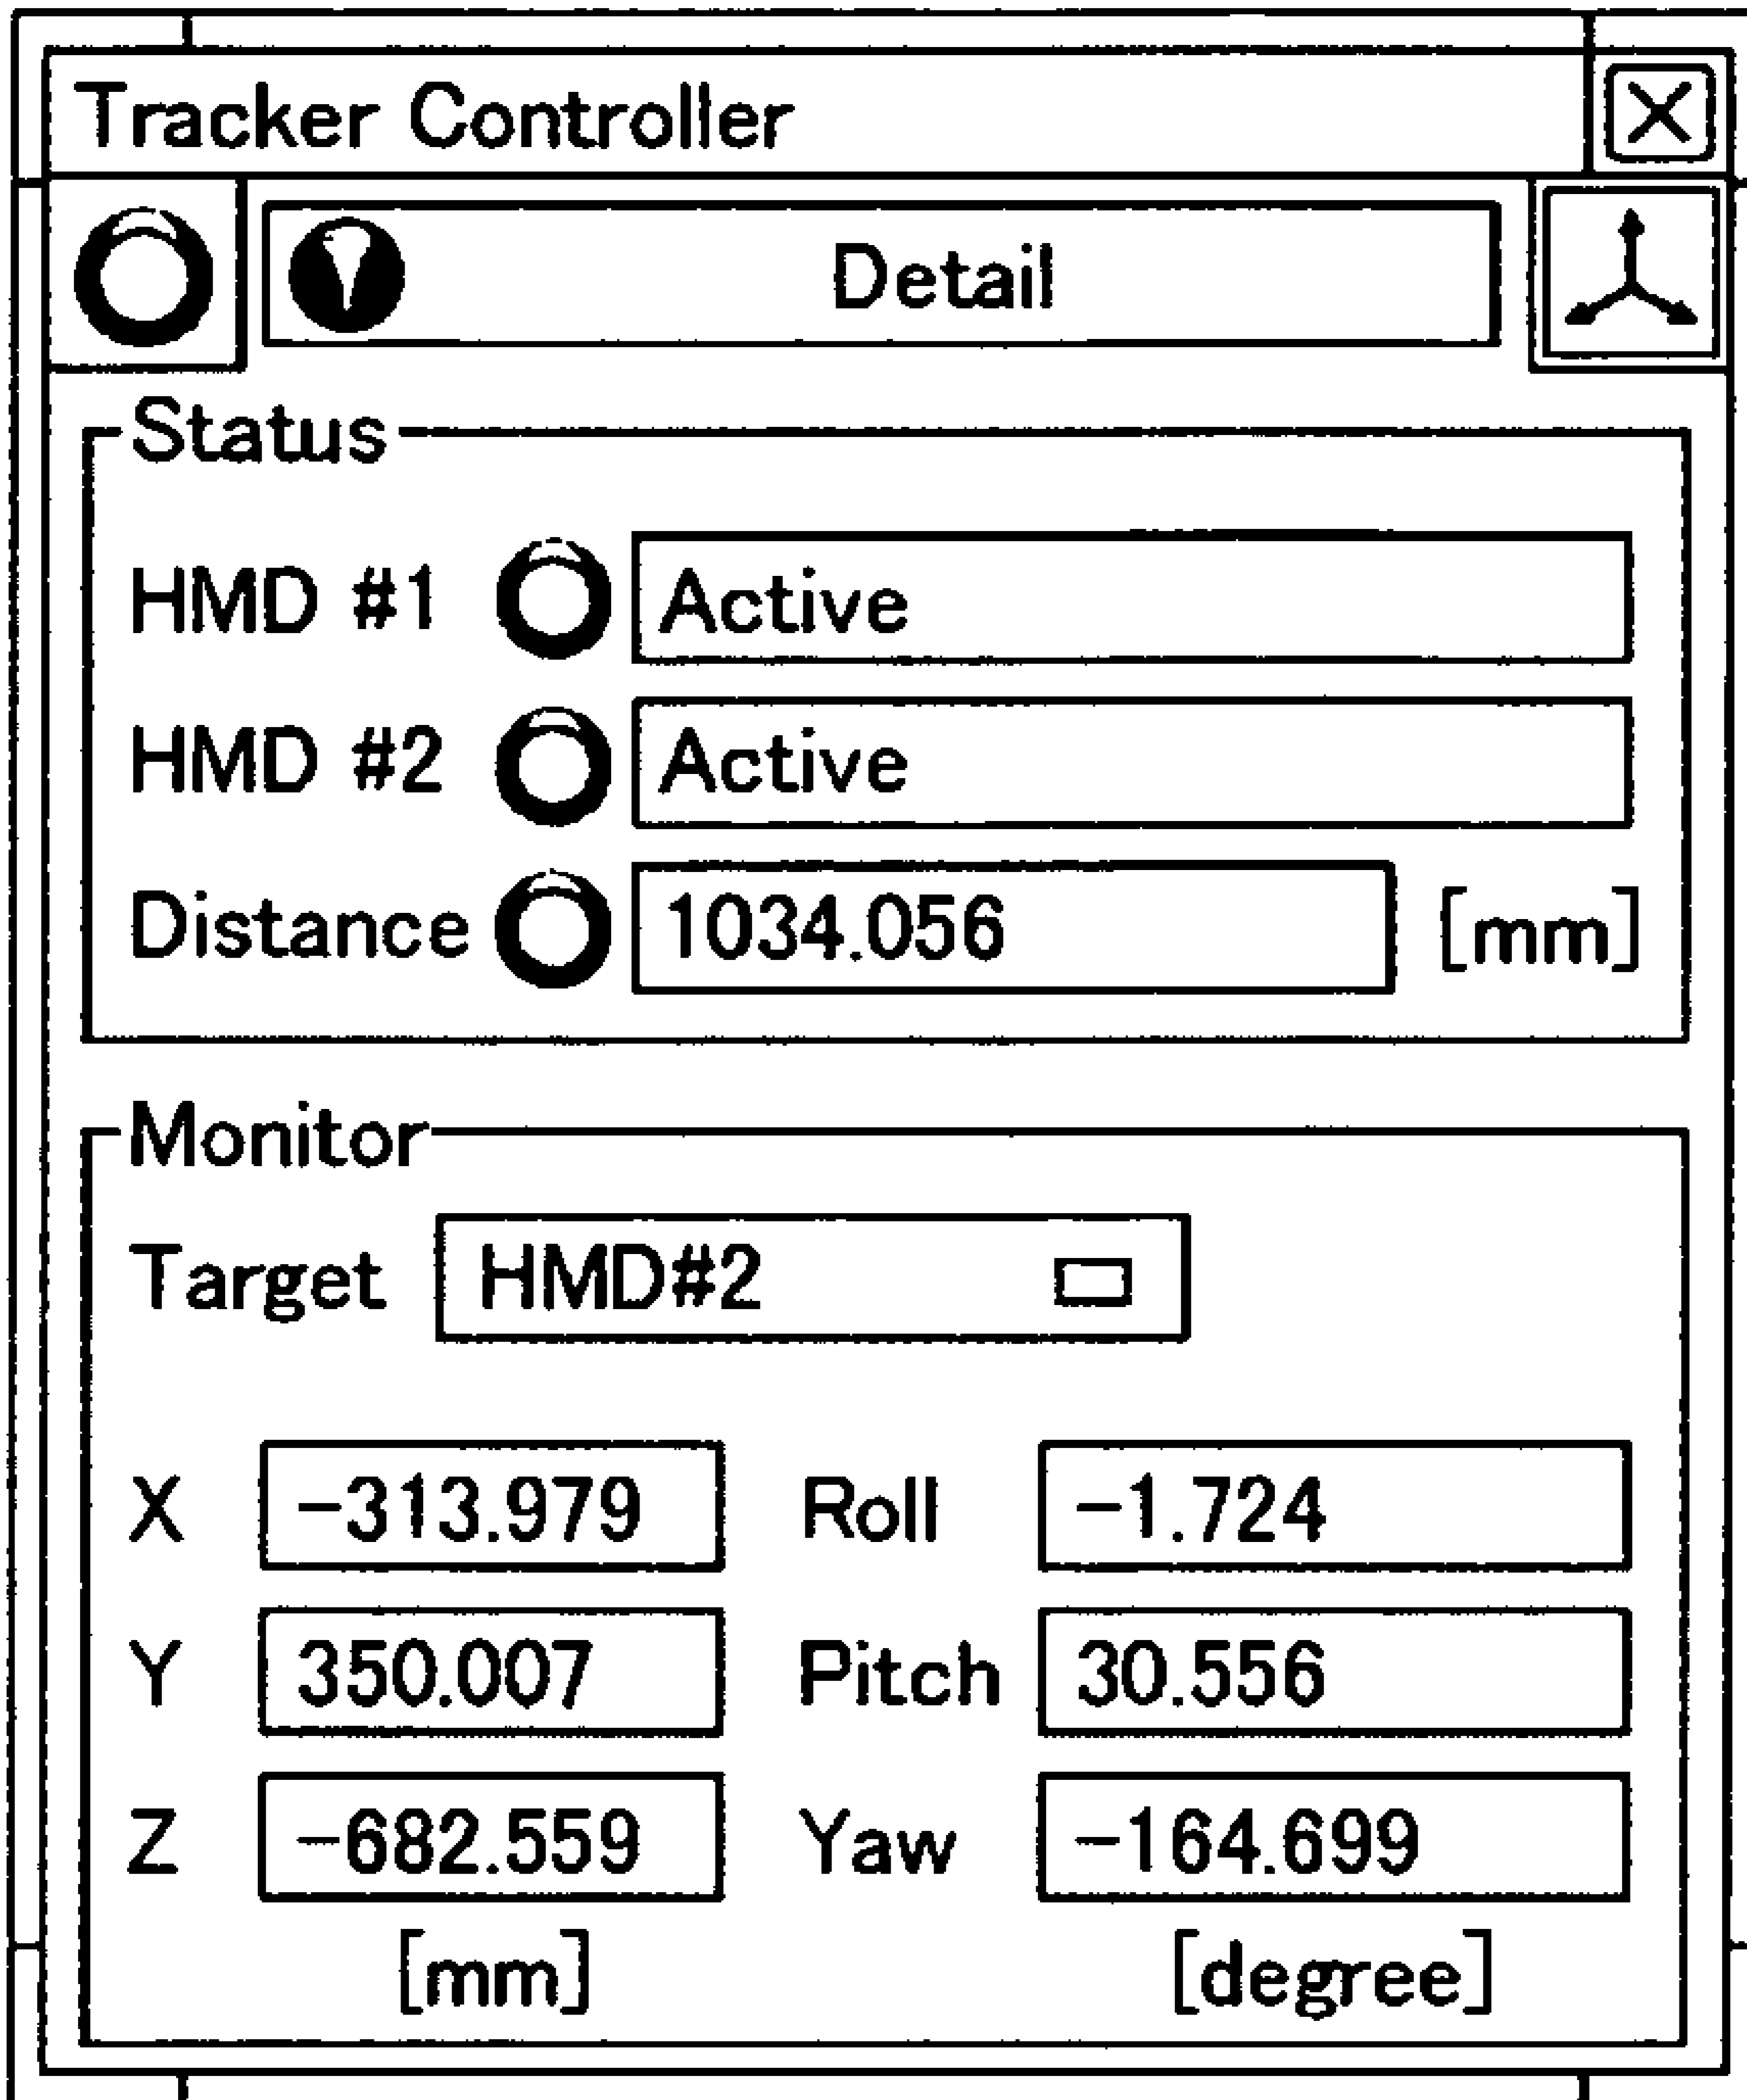 Tracker Controller
Detail
Status
HMD #1 Active
HMD #2 Active
Distance 1034.056 [mm]
Monitor
Target HMD#2
X -313.979 Roll -1.724
Y 350.007 Pitch 30.556
Z -682.559 Yaw -164.699
[mm] [degree]